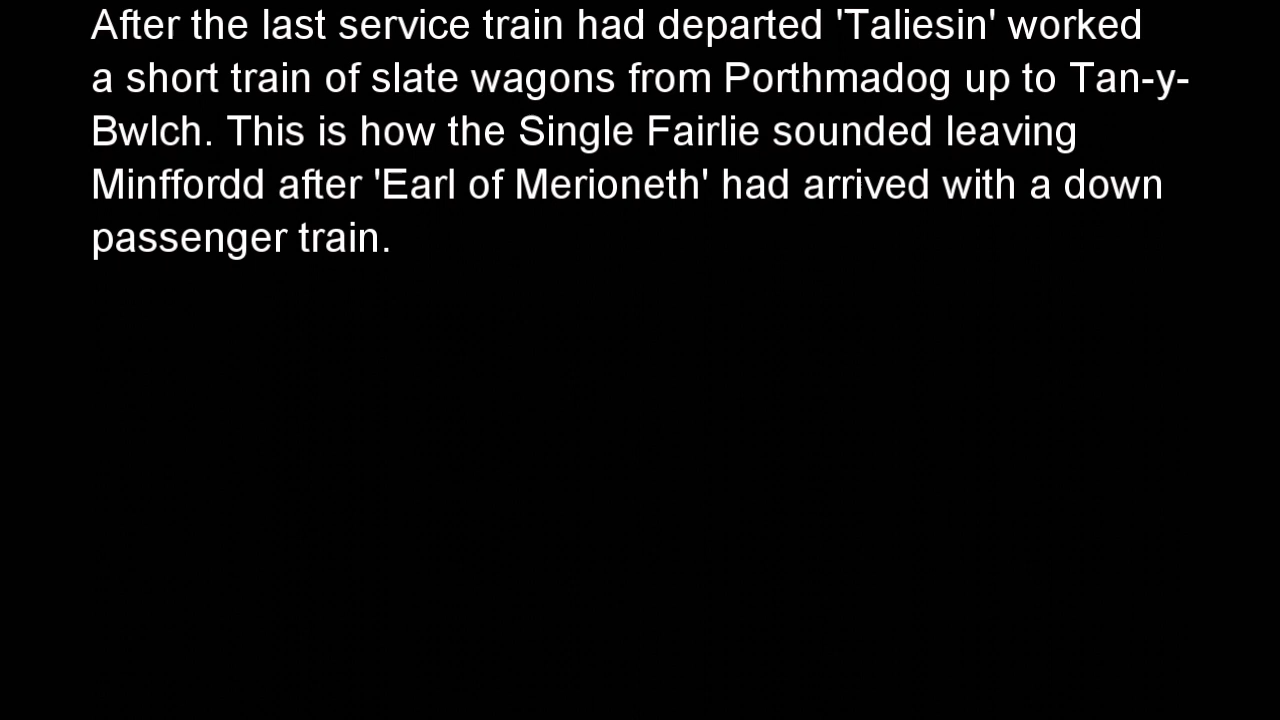 After the last service train had departed 'Taliesin' worked
a short train of slate wagons from Porthmadog up to Tan-y-
Bwlch. This is how the Single Fairlie sounded leaving
Minffordd after 'Earl of Merioneth' had arrived with a down
passenger train.